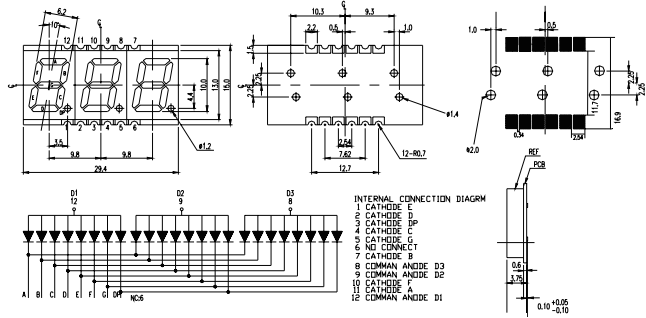 6,2
10°
12 11 10 9 8 7
A
F B
G
E C
D
DP
1 2 3 4 5 6
4,4
10,0
13,0
16,0
ø1,2
3,5
9.8 9.8
29.4
10.3 9.3
2,2 0,5 1,0
1,5
2,25
2,25
ø1,4
2,54
7,62
12-R0,7
12.7
1,0 0,5
2,25
2,25
11,7
16.9
ø2.0
0.34
2.54
REF
PCB
0.6
3.75
0.10 +0.05
-0.10
D1 D2 D3
12 9 8
A B C D E F G DP
NC:6
INTERNAL CONNECTION DIAGRM
1 CATHODE E
2 CATHODE D
3 CATHODE DP
4 CATHODE C
5 CATHODE G
6 NO CONNECT
7 CATHODE B
8 COMMAN ANODE D3
9 COMMAN ANODE D2
10 CATHODE F
11 CATHODE A
12 COMMAN ANODE D1